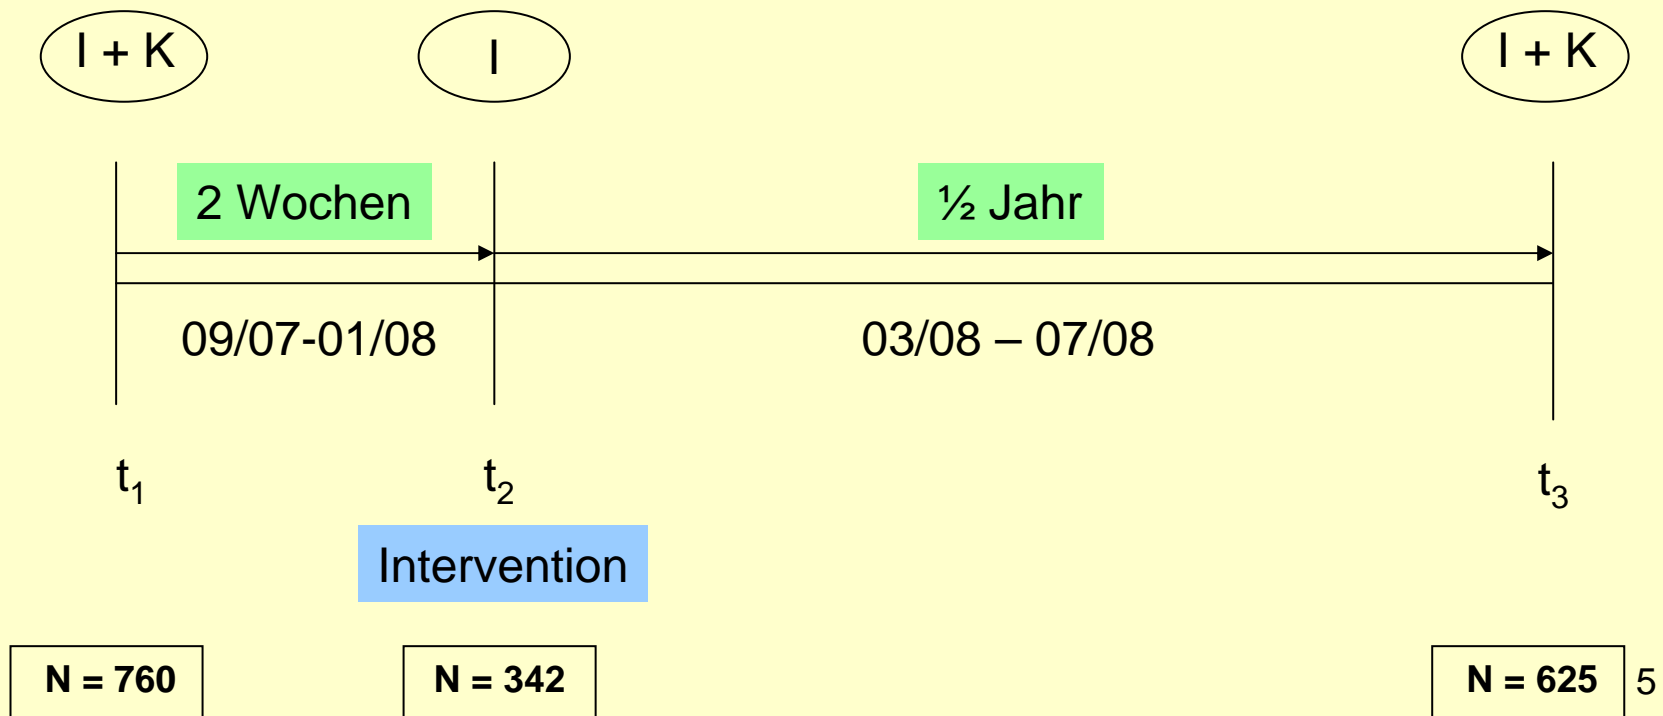 I + K
I
I + K
2 Wochen
½ Jahr
09/07-01/08
03/08 – 07/08
t₁
t₂
t₃
Intervention
N = 760
N = 342
N = 625
5